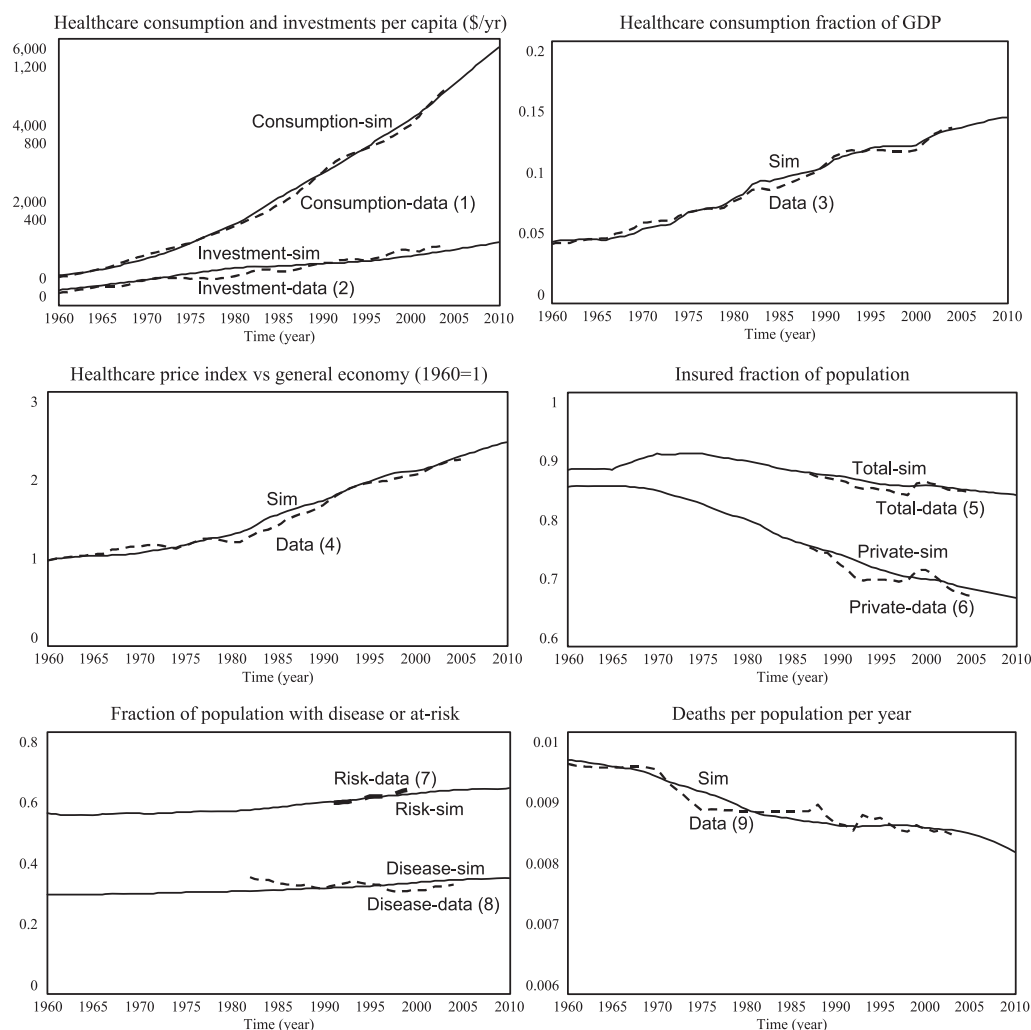 Healthcare consumption and investments per capita ($/yr)
6,000
1,200
4,000
800
2,000
400
0
0
Consumption-sim
Consumption-data (1)
Investment-sim
Investment-data (2)
1960 1965 1970 1975 1980 1985 1990 1995 2000 2005 2010
Time (year)
Healthcare consumption fraction of GDP
0.2
0.15
0.1
0.05
0
Sim
Data (3)
1960 1965 1970 1975 1980 1985 1990 1995 2000 2005 2010
Time (year)
Healthcare price index vs general economy (1960=1)
3
2
1
0
Sim
Data (4)
1960 1965 1970 1975 1980 1985 1990 1995 2000 2005 2010
Time (year)
Insured fraction of population
1
0.9
0.8
0.7
0.6
Total-sim
Total-data (5)
Private-sim
Private-data (6)
1960 1965 1970 1975 1980 1985 1990 1995 2000 2005 2010
Time (year)
Fraction of population with disease or at-risk
0.8
0.6
0.4
0.2
0
Risk-data (7)
Risk-sim
Disease-sim
Disease-data (8)
1960 1965 1970 1975 1980 1985 1990 1995 2000 2005 2010
Time (year)
Deaths per population per year
0.01
0.009
0.008
0.007
0.006
Sim
Data (9)
1960 1965 1970 1975 1980 1985 1990 1995 2000 2005 2010
Time (year)